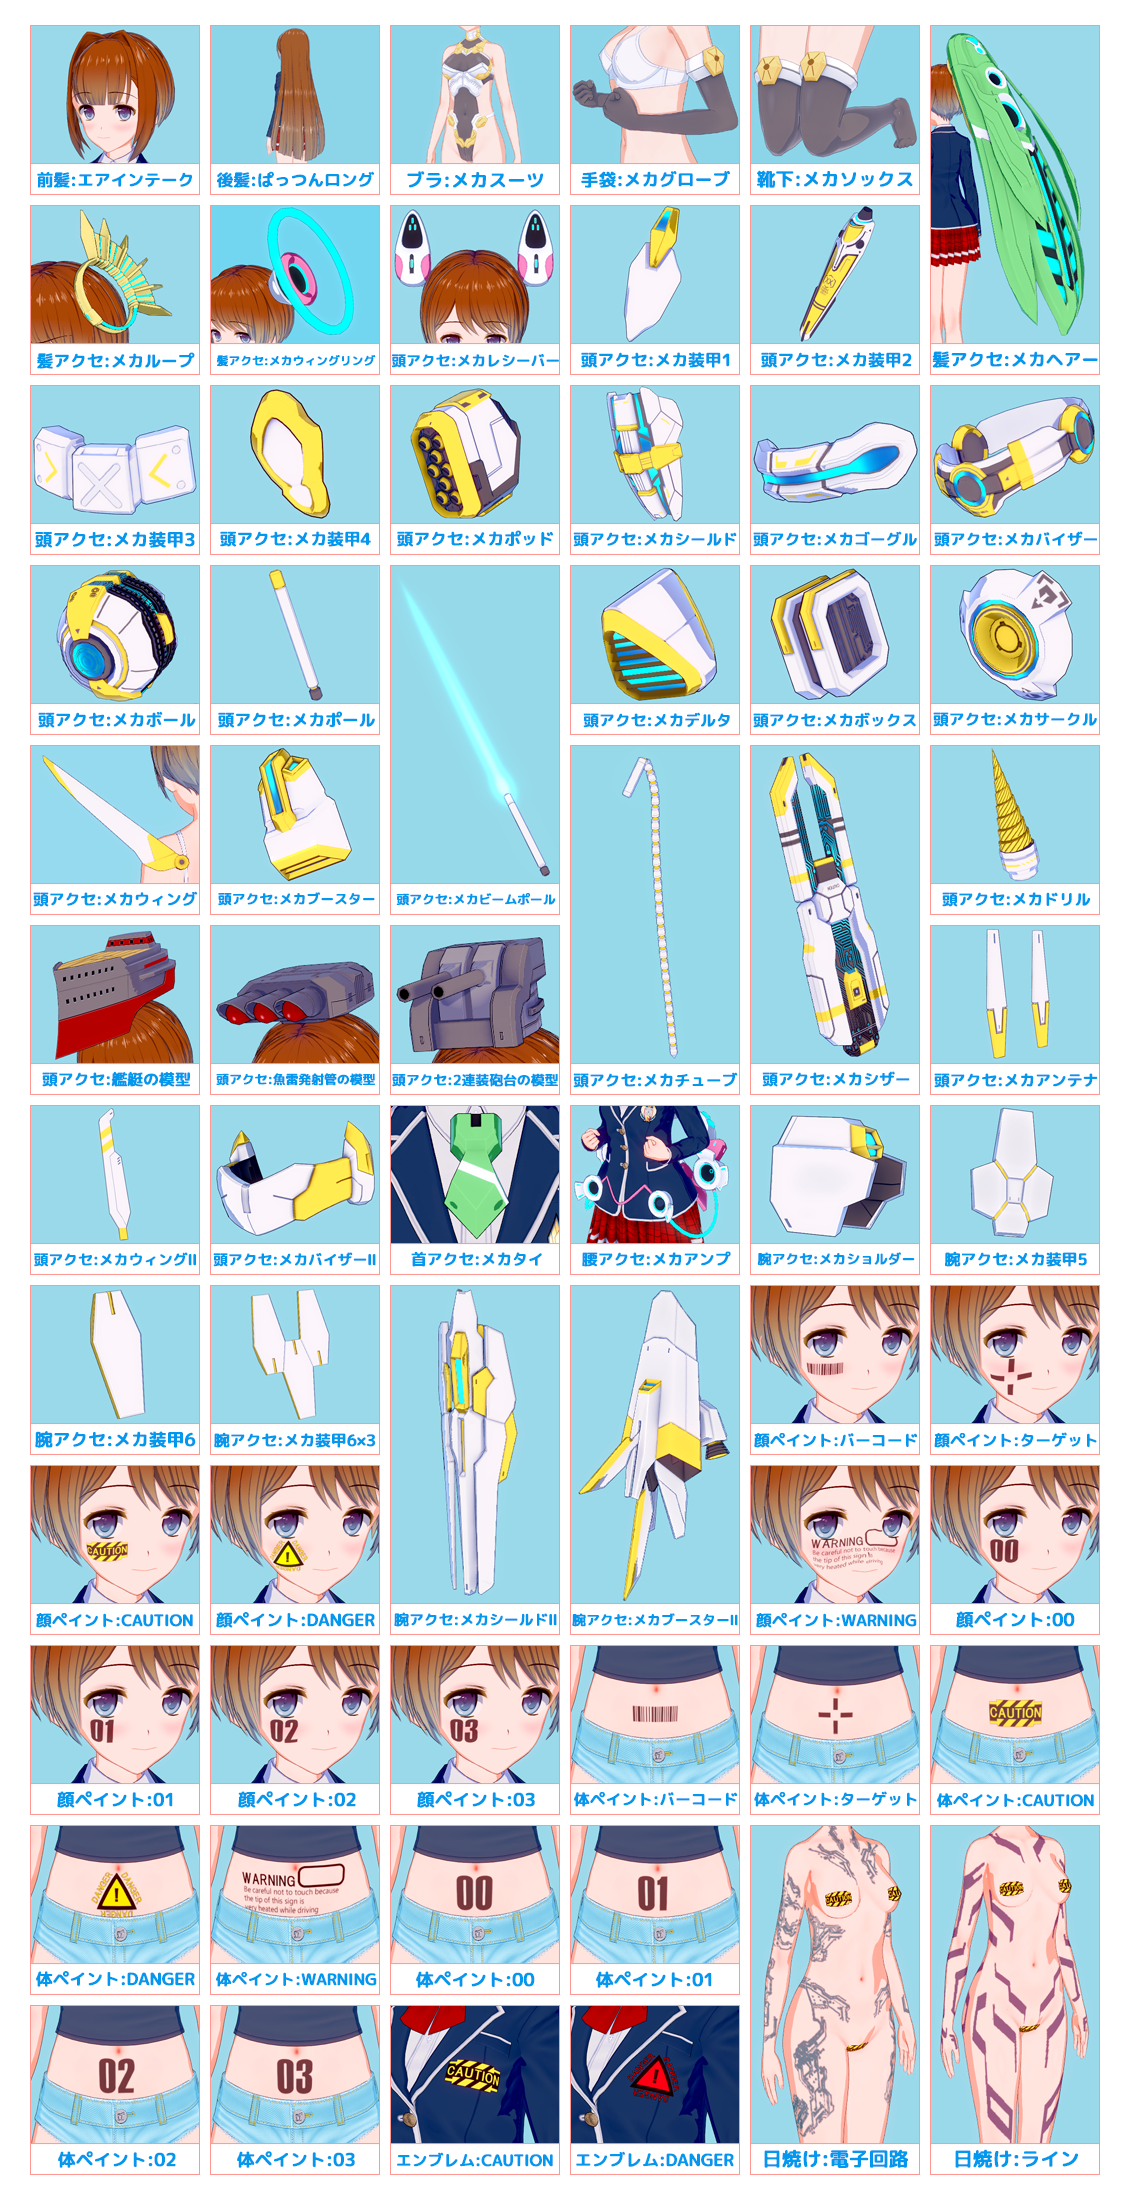 前髪:エアインテーク
後髪:ぱっつんロング
ブラ:メカスーツ
手袋:メカグローブ
靴下:メカソックス
髪アクセ:メカループ
髪アクセ:メカウィングリング
頭アクセ:メカレシーバー
頭アクセ:メカ装甲1
頭アクセ:メカ装甲2
髪アクセ:メカヘアー
頭アクセ:メカ装甲3
頭アクセ:メカ装甲4
頭アクセ:メカポッド
頭アクセ:メカシールド
頭アクセ:メカゴーグル
頭アクセ:メカバイザー
頭アクセ:メカボール
頭アクセ:メカポール
頭アクセ:メカデルタ
頭アクセ:メカボックス
頭アクセ:メカサークル
頭アクセ:メカウィング
頭アクセ:メカブースター
頭アクセ:メカビームポール
頭アクセ:メカドリル
頭アクセ:艦艇の模型
頭アクセ:魚雷発射管の模型
頭アクセ:2連装砲台の模型
頭アクセ:メカチューブ
頭アクセ:メカシザー
頭アクセ:メカアンテナ
頭アクセ:メカウィングII
頭アクセ:メカバイザーII
首アクセ:メカタイ
腰アクセ:メカアンプ
腕アクセ:メカショルダー
腕アクセ:メカ装甲5
腕アクセ:メカ装甲6
腕アクセ:メカ装甲6×3
顔ペイント:バーコード
顔ペイント:ターゲット
CAUTION
WARNING
Be careful not to touch because
the tip of this sign is
very heated while driving
00
顔ペイント:CAUTION
顔ペイント:DANGER
腕アクセ:メカシールドII
腕アクセ:メカブースターII
顔ペイント:WARNING
顔ペイント:00
01
02
03
CAUTION
顔ペイント:01
顔ペイント:02
顔ペイント:03
体ペイント:バーコード
体ペイント:ターゲット
体ペイント:CAUTION
DANGER
DANGER
DANGER
WARNING
Be careful not to touch because
the tip of this sign is
very heated while driving
00
01
体ペイント:DANGER
体ペイント:WARNING
体ペイント:00
体ペイント:01
02
03
CAUTION
体ペイント:02
体ペイント:03
エンブレム:CAUTION
エンブレム:DANGER
日焼け:電子回路
日焼け:ライン